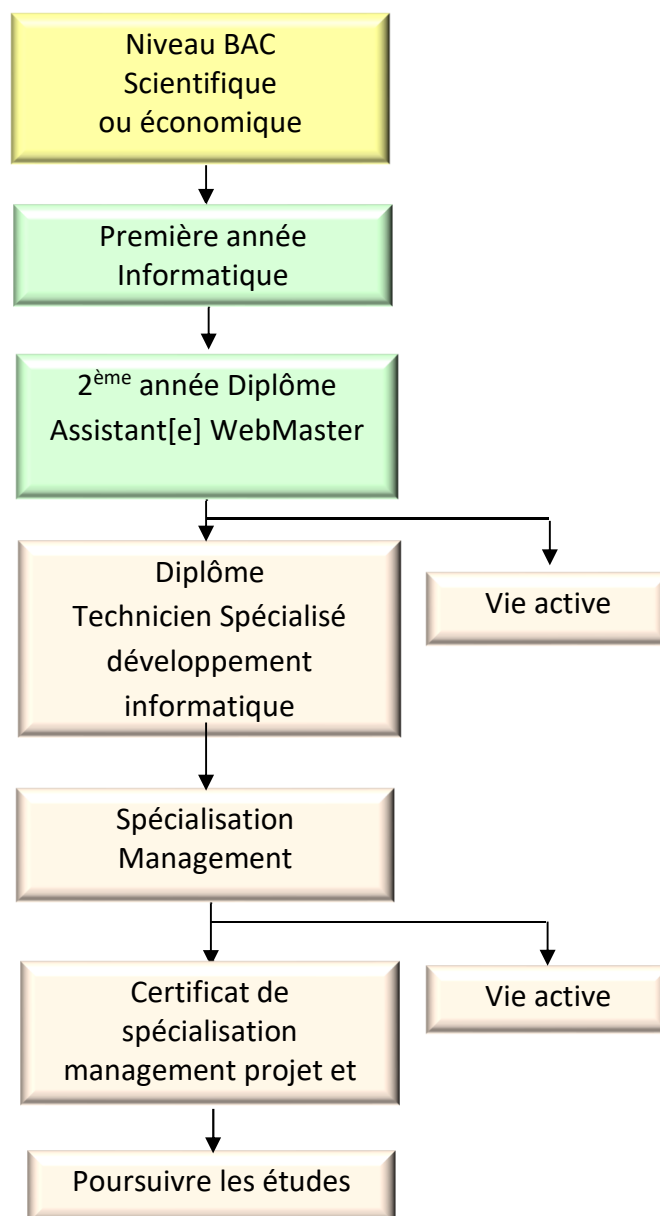 Niveau BAC
Scientifique
ou économique
Première année
Informatique
2ème année Diplôme
Assistant[e] WebMaster
Diplôme
Technicien Spécialisé
développement
informatique
Vie active
Spécialisation
Management
Certificat de
spécialisation
management projet et
Vie active
Poursuivre les études